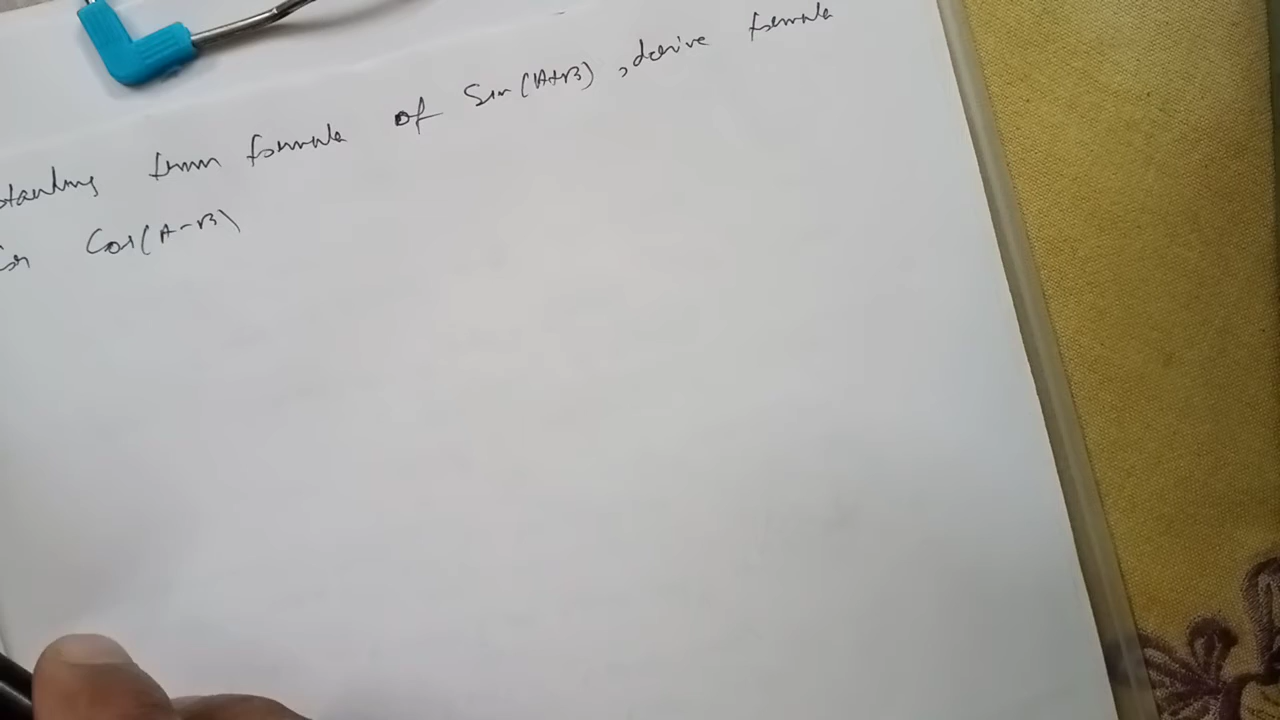 starting from formula of Sin(A+B), derive formula
for Cos(A-B)